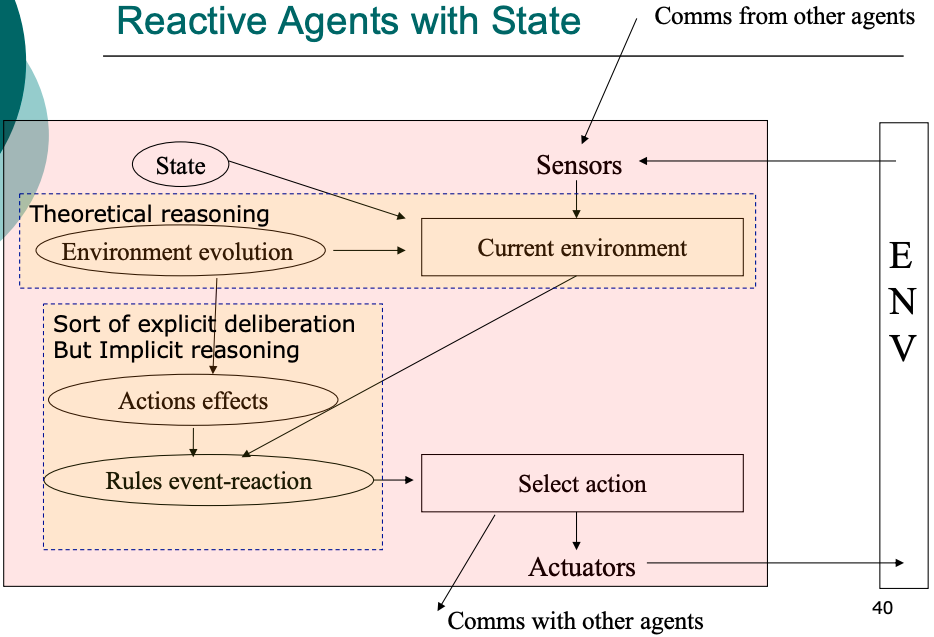 Reactive Agents with State
Comms from other agents
State
Sensors
Theoretical reasoning
Environment evolution
Current environment
E
N
V
Sort of explicit deliberation
But Implicit reasoning
Actions effects
Rules event-reaction
Select action
Actuators
Comms with other agents
40